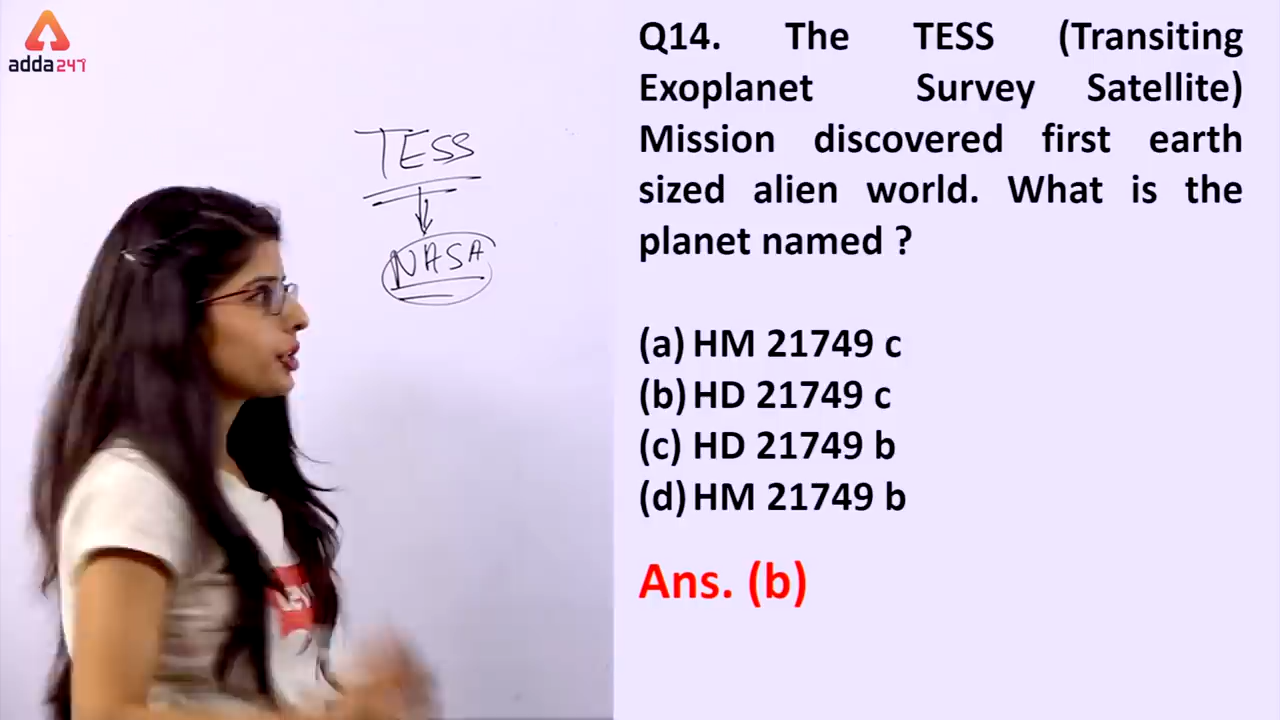 adda247
TESS
NASA
Q14. The TESS (Transiting
Exoplanet Survey Satellite)
Mission discovered first earth
sized alien world. What is the
planet named ?
(a) HM 21749 c
(b) HD 21749 c
(c) HD 21749 b
(d) HM 21749 b
Ans. (b)